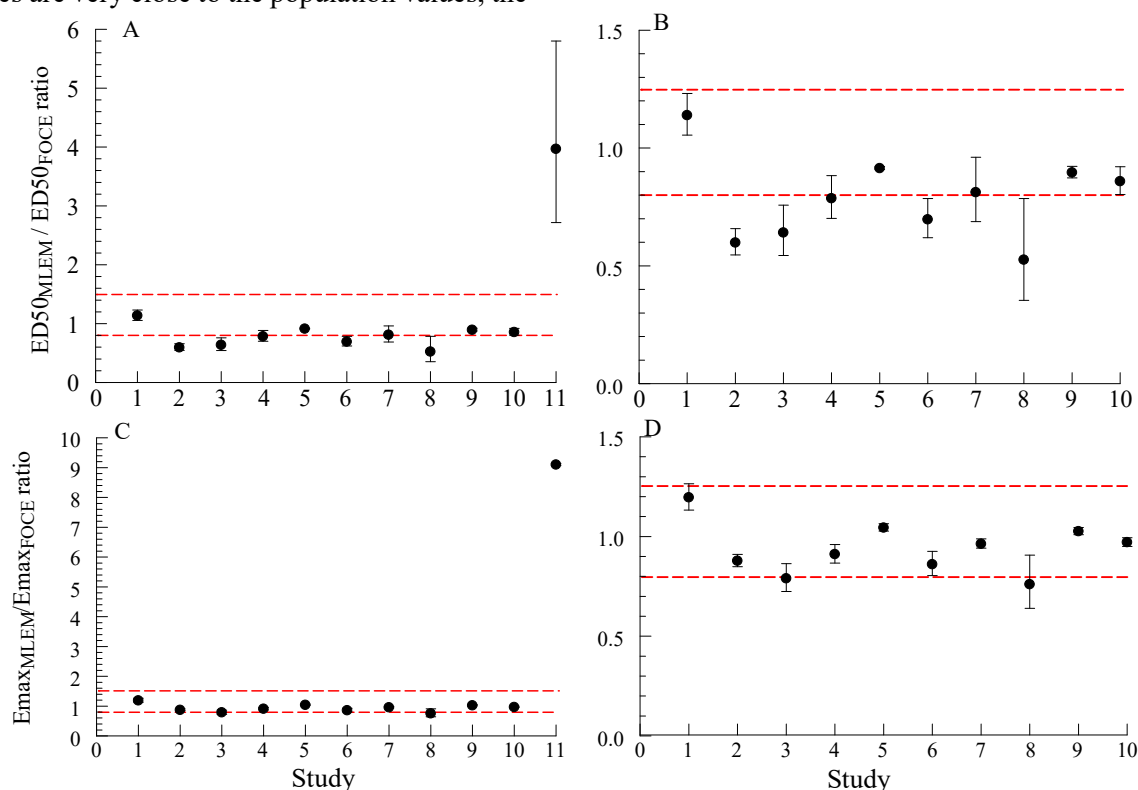 es are very close to the population values, the
A
6
5
4
3
2
1
0
ED50MLEM / ED50FOCE ratio
0 1 2 3 4 5 6 7 8 9 10 11
B
1.5
1.0
0.5
0.0
0 1 2 3 4 5 6 7 8 9 10
C
10
9
8
7
6
5
4
3
2
1
0
EmaxMLEM/EmaxFOCE ratio
0 1 2 3 4 5 6 7 8 9 10 11
Study
D
1.5
1.0
0.5
0.0
0 1 2 3 4 5 6 7 8 9 10
Study